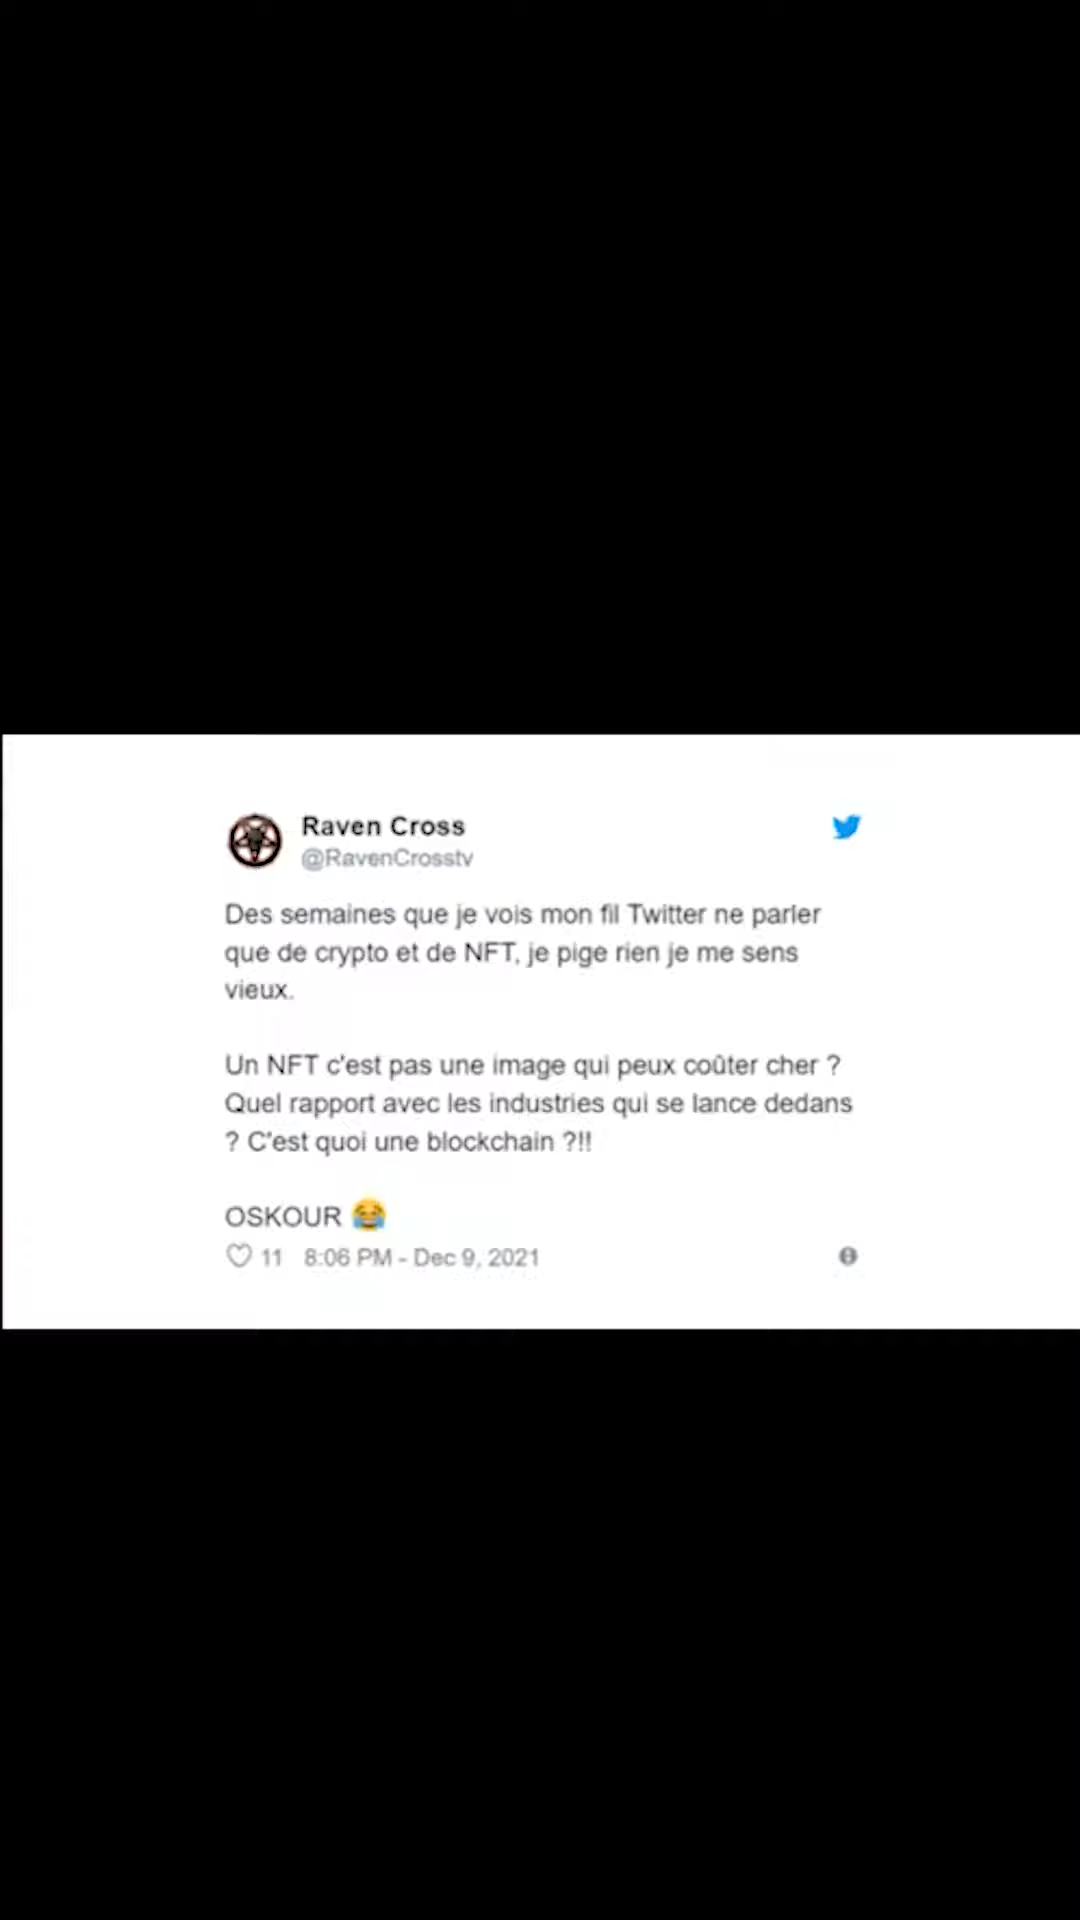 Raven Cross
@RavenCrosstv
Des semaines que je vois mon fil Twitter ne parler
que de crypto et de NFT, je pige rien je me sens
vieux.
Un NFT c'est pas une image qui peux coûter cher ?
Quel rapport avec les industries qui se lance dedans
? C'est quoi une blockchain ?!!
OSKOUR 😂
11 8:06 PM - Dec 9, 2021